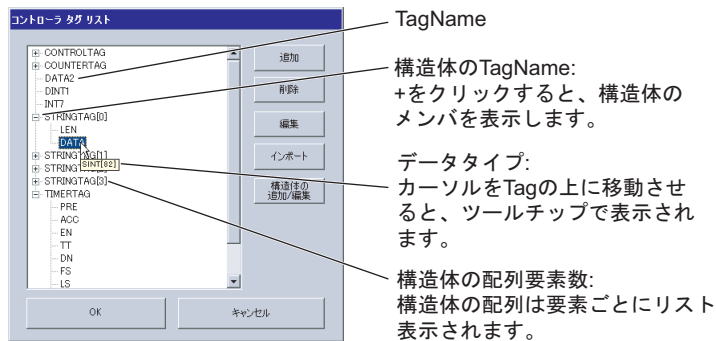 コントローラ タグ リスト
CONTROLTAG
COUNTERTAG
DATA2
DINT1
INT7
STRINGTAG[0]
LEN
DATA
SINT[82]
STRINGTAG[1]
STRING
STRINGTAG[3]
TIMERTAG
PRE
ACC
EN
TT
DN
FS
LS
追加
削除
編集
インポート
構造体の
追加/編集
OK
キャンセル
TagName
構造体のTagName:
+をクリックすると、構造体の
メンバを表示します。
データタイプ:
カーソルをTagの上に移動させ
ると、ツールチップで表示され
ます。
構造体の配列要素数:
構造体の配列は要素ごとにリスト
表示されます。